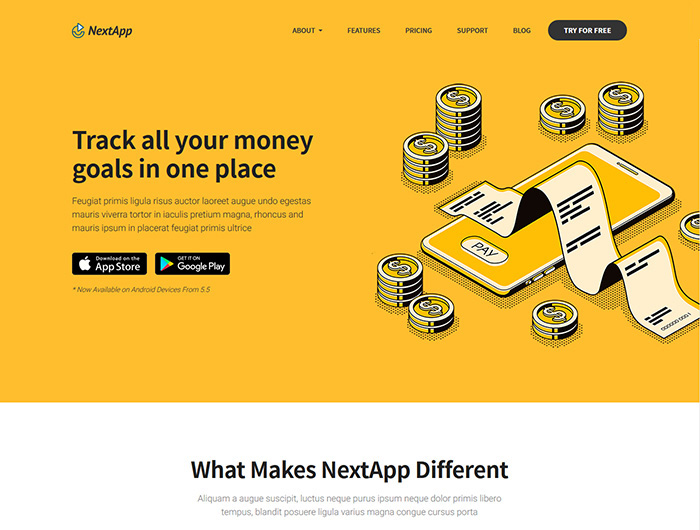 NextApp
ABOUT
FEATURES
PRICING
SUPPORT
BLOG
TRY FOR FREE
Track all your money
goals in one place
Feugiat primis ligula risus auctor laoreet augue undo egestas
mauris viverra tortor in iaculis pretium magna, rhoncus and
mauris ipsum in placerat feugiat primis ultrice
Download on the
App Store
GET IT ON
Google Play
* Now Available on Android Devices From 5.5
PAY
What Makes NextApp Different
Aliquam a augue suscipit, luctus neque purus ipsum neque dolor primis libero
tempus, blandit posuere ligula varius magna congue cursus porta